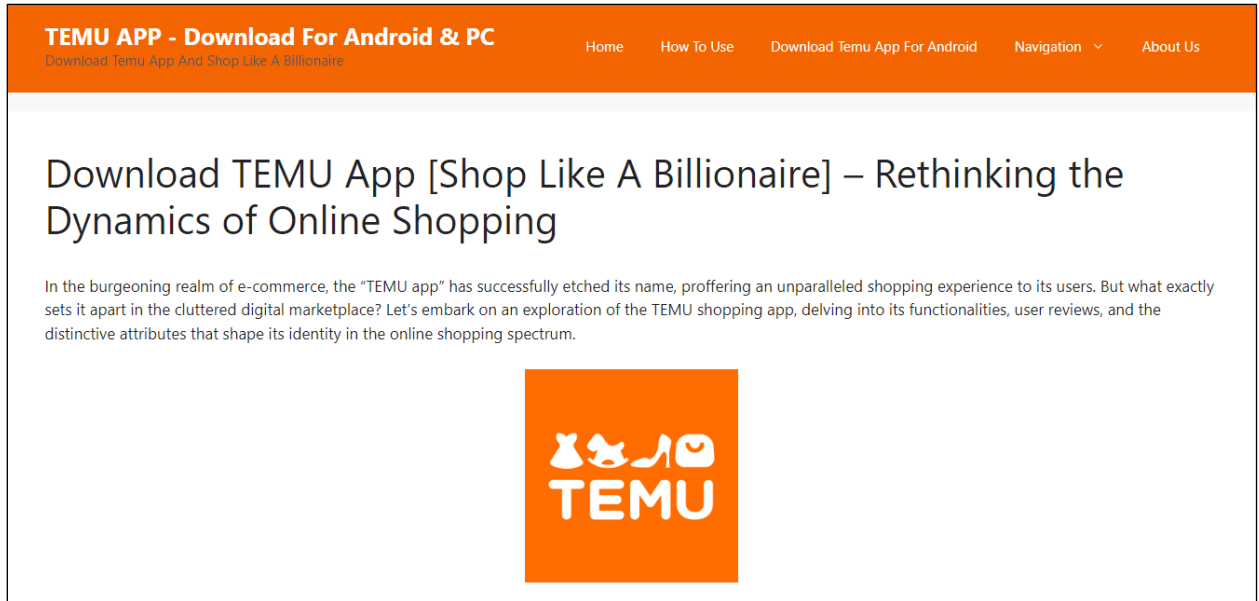 TEMU APP - Download For Android & PC
Download Temu App And Shop Like A Billionaire
Home How To Use Download Temu App For Android Navigation About Us
Download TEMU App [Shop Like A Billionaire] – Rethinking the
Dynamics of Online Shopping
In the burgeoning realm of e-commerce, the “TEMU app” has successfully etched its name, proffering an unparalleled shopping experience to its users. But what exactly
sets it apart in the cluttered digital marketplace? Let’s embark on an exploration of the TEMU shopping app, delving into its functionalities, user reviews, and the
distinctive attributes that shape its identity in the online shopping spectrum.
TEMU